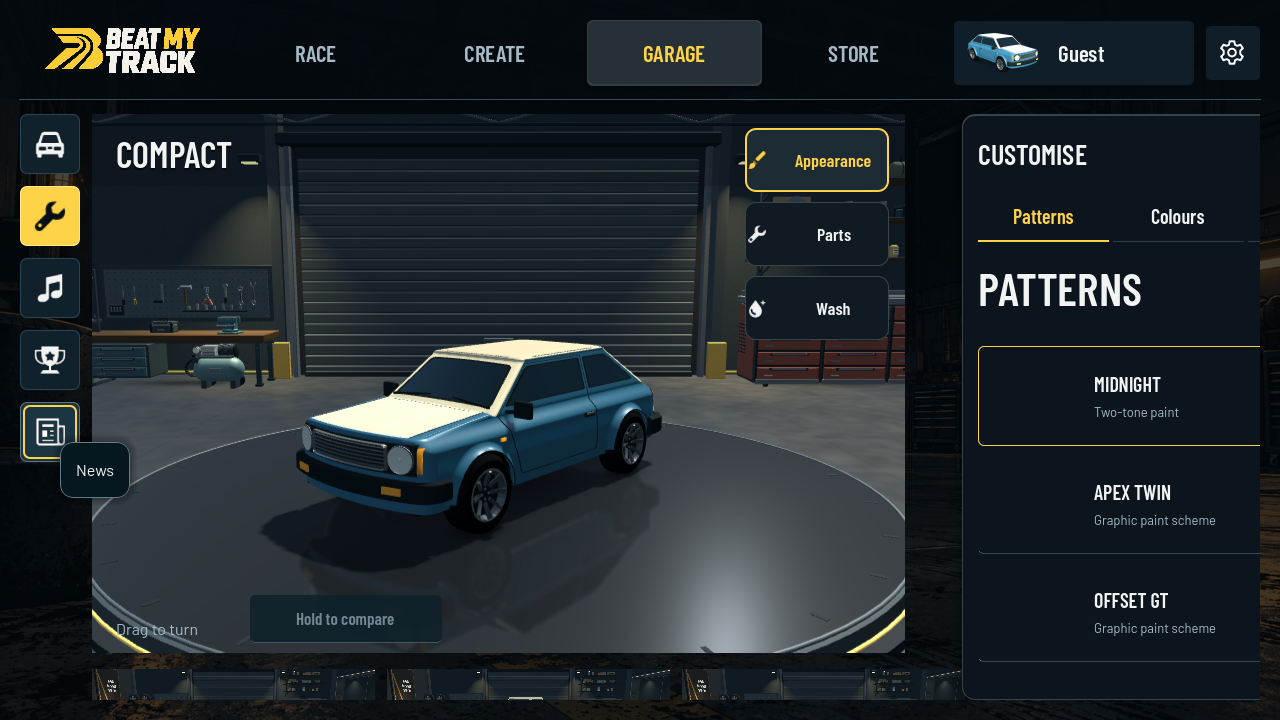 BEAT MY
TRACK
RACE
CREATE
GARAGE
STORE
Guest
COMPACT
Appearance
Parts
Wash
News
Drag to turn
Hold to compare
CUSTOMISE
Patterns
Colours
PATTERNS
MIDNIGHT
Two-tone paint
APEX TWIN
Graphic paint scheme
OFFSET GT
Graphic paint scheme